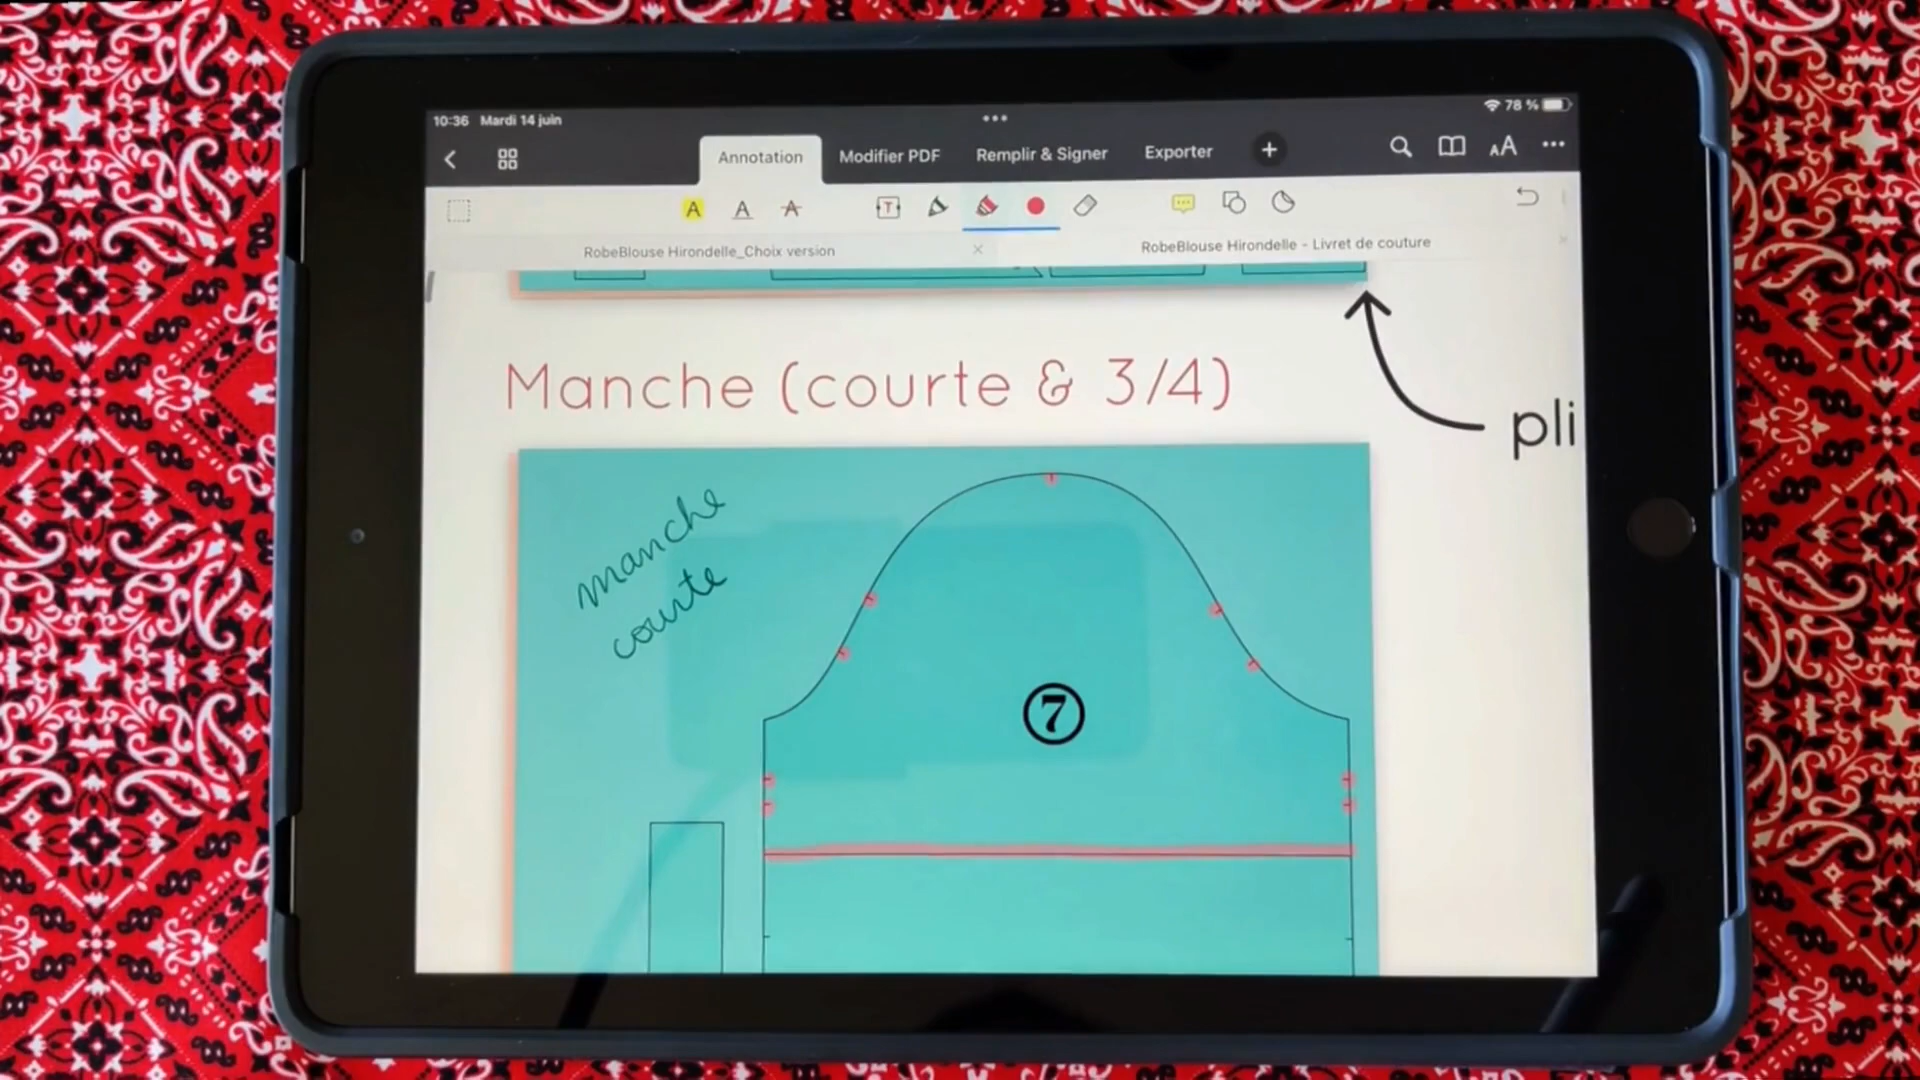 10:36 Mardi 14 juin
78 %
Annotation Modifier PDF Remplir & Signer Exporter
RobeBlouse Hirondelle_Choix version
RobeBlouse Hirondelle - Livret de couture
Manche (courte & 3/4)
pli
manche
courte
7